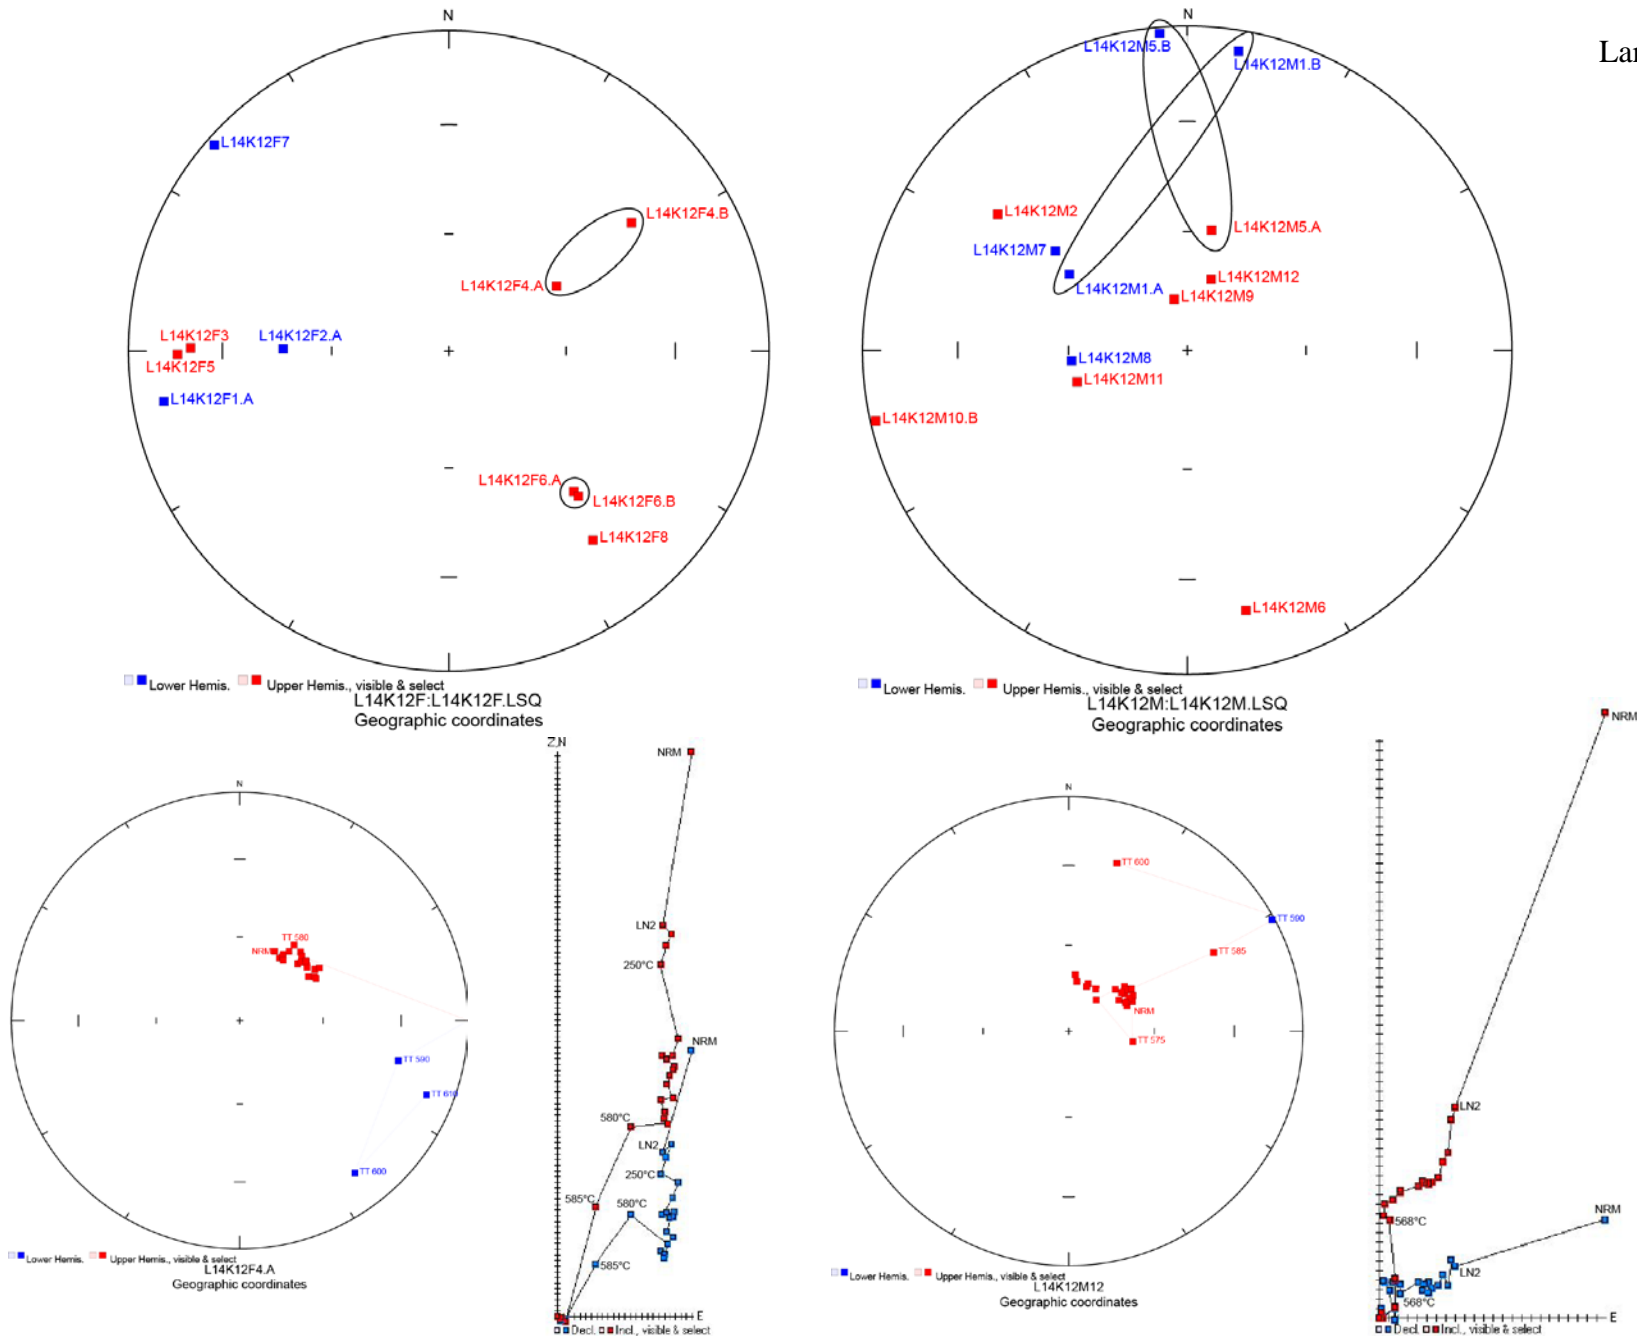 N
L14K12F7
L14K12F4.B
L14K12F4.A
L14K12F3
L14K12F2.A
L14K12F5
L14K12F1.A
L14K12F6.A
L14K12F6.B
L14K12F8
Lower Hemis. Upper Hemis., visible & select
L14K12F:L14K12F.LSQ
Geographic coordinates
N
Lar
L14K12M5.B
L14K12M1.B
L14K12M2
L14K12M5.A
L14K12M7
L14K12M12
L14K12M1.A
L14K12M9
L14K12M8
L14K12M11
L14K12M10.B
L14K12M6
Lower Hemis. Upper Hemis., visible & select
L14K12M:L14K12M.LSQ
Geographic coordinates
N
TT 580
NRM
TT 590
TT 610
TT 600
Lower Hemis. Upper Hemis., visible & select
L14K12F4.A
Geographic coordinates
Z,N
NRM
LN2
250°C
NRM
580°C
LN2
250°C
585°C
580°C
585°C
E
Decl. Incl., visible & select
N
TT 600
TT 590
TT 585
NRM
TT 575
Lower Hemis. Upper Hemis., visible & select
L14K12M12
Geographic coordinates
NRM
LN2
568°C
NRM
LN2
568°C
E
Decl. Incl., visible & select